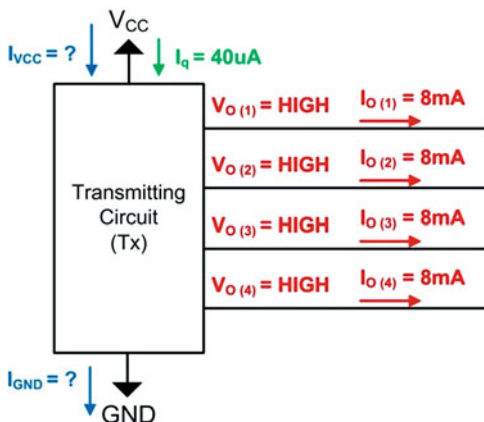 V_CC
I_VCC = ?
I_q = 40uA
V_O (1) = HIGH I_O (1) = 8mA
V_O (2) = HIGH I_O (2) = 8mA
Transmitting
Circuit
(Tx)
V_O (3) = HIGH I_O (3) = 8mA
V_O (4) = HIGH I_O (4) = 8mA
I_GND = ?
GND